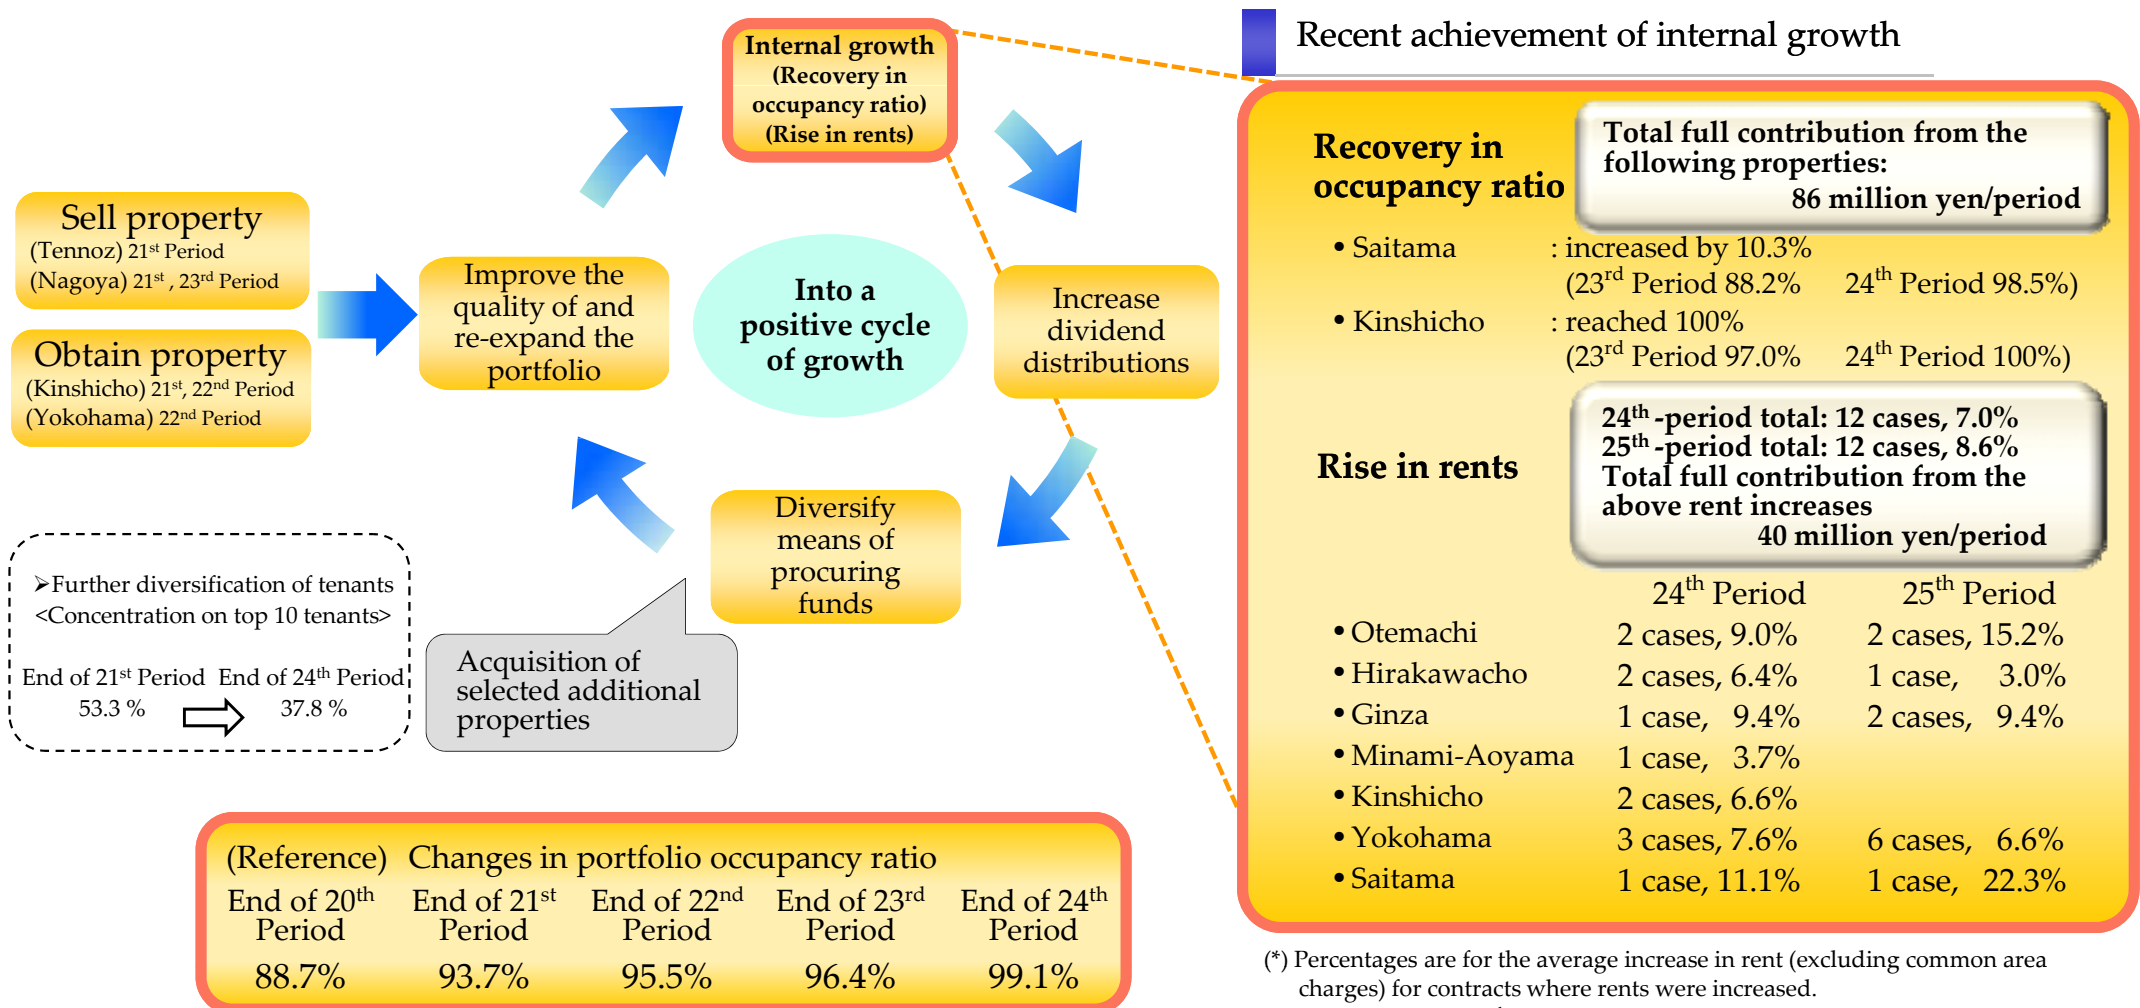 Internal growth
(Recovery in
occupancy ratio)
(Rise in rents)
Sell property
(Tennoz) 21st Period
(Nagoya) 21st , 23rd Period
Obtain property
(Kinshicho) 21st, 22nd Period
(Yokohama) 22nd Period
Improve the
quality of and
re-expand the
portfolio
Into a
positive cycle
of growth
Increase
dividend
distributions
Diversify
means of
procuring
funds
Acquisition of
selected additional
properties
➢Further diversification of tenants
<Concentration on top 10 tenants>
End of 21st Period End of 24th Period
53.3 % 37.8 %
(Reference) Changes in portfolio occupancy ratio
End of 20th End of 21st End of 22nd End of 23rd End of 24th
Period Period Period Period Period
88.7% 93.7% 95.5% 96.4% 99.1%
Recent achievement of internal growth
Recovery in
occupancy ratio
Total full contribution from the
following properties:
86 million yen/period
• Saitama : increased by 10.3%
(23rd Period 88.2% 24th Period 98.5%)
• Kinshicho : reached 100%
(23rd Period 97.0% 24th Period 100%)
Rise in rents
24th -period total: 12 cases, 7.0%
25th -period total: 12 cases, 8.6%
Total full contribution from the
above rent increases
40 million yen/period
24th Period 25th Period
• Otemachi 2 cases, 9.0% 2 cases, 15.2%
• Hirakawacho 2 cases, 6.4% 1 case, 3.0%
• Ginza 1 case, 9.4% 2 cases, 9.4%
• Minami-Aoyama 1 case, 3.7%
• Kinshicho 2 cases, 6.6%
• Yokohama 3 cases, 7.6% 6 cases, 6.6%
• Saitama 1 case, 11.1% 1 case, 22.3%
(*) Percentages are for the average increase in rent (excluding common area
charges) for contracts where rents were increased.